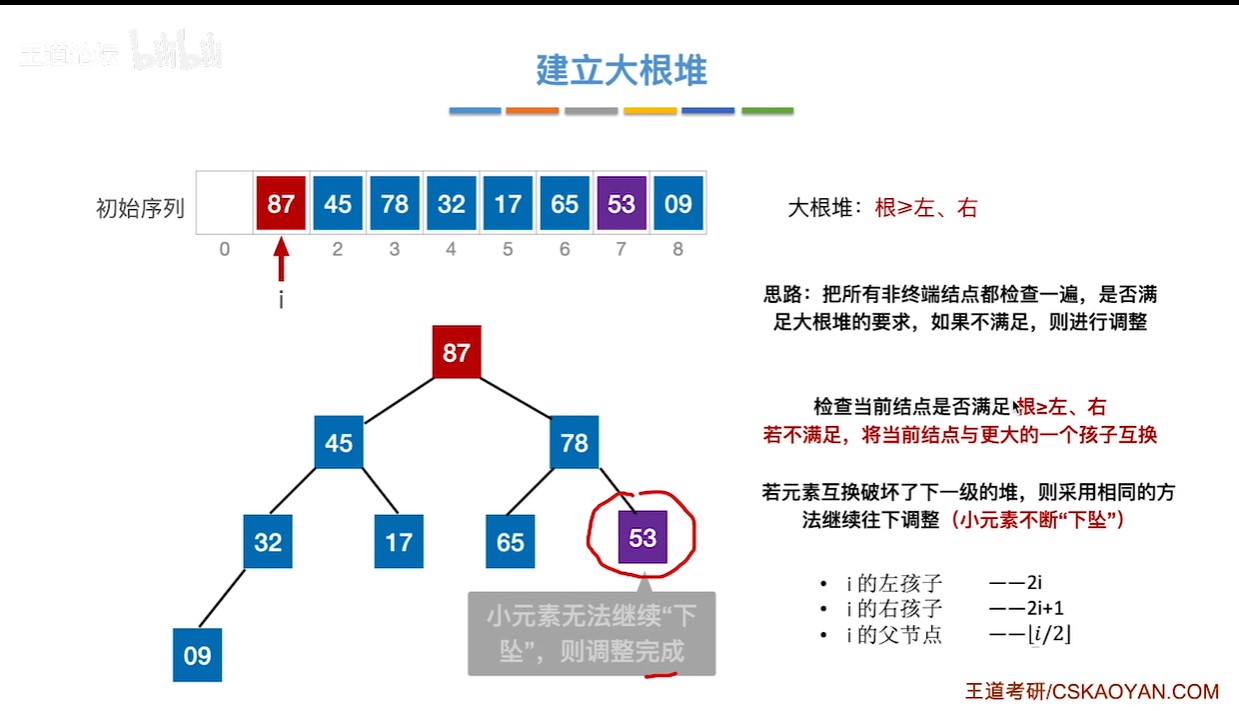 王道论坛 bilibili
建立大根堆
初始序列
87 45 78 32 17 65 53 09
0 2 3 4 5 6 7 8
i
大根堆：根≥左、右
思路：把所有非终端结点都检查一遍，是否满
足大根堆的要求，如果不满足，则进行调整
检查当前结点是否满足 根≥左、右
若不满足，将当前结点与更大的一个孩子互换
若元素互换破坏了下一级的堆，则采用相同的方
法继续往下调整（小元素不断“下坠”）
• i 的左孩子 ——2i
• i 的右孩子 ——2i+1
• i 的父节点 ——⌊i/2⌋
87
45 78
32 17 65 53
09
小元素无法继续“下
坠”，则调整完成
王道考研/CSKAOYAN.COM